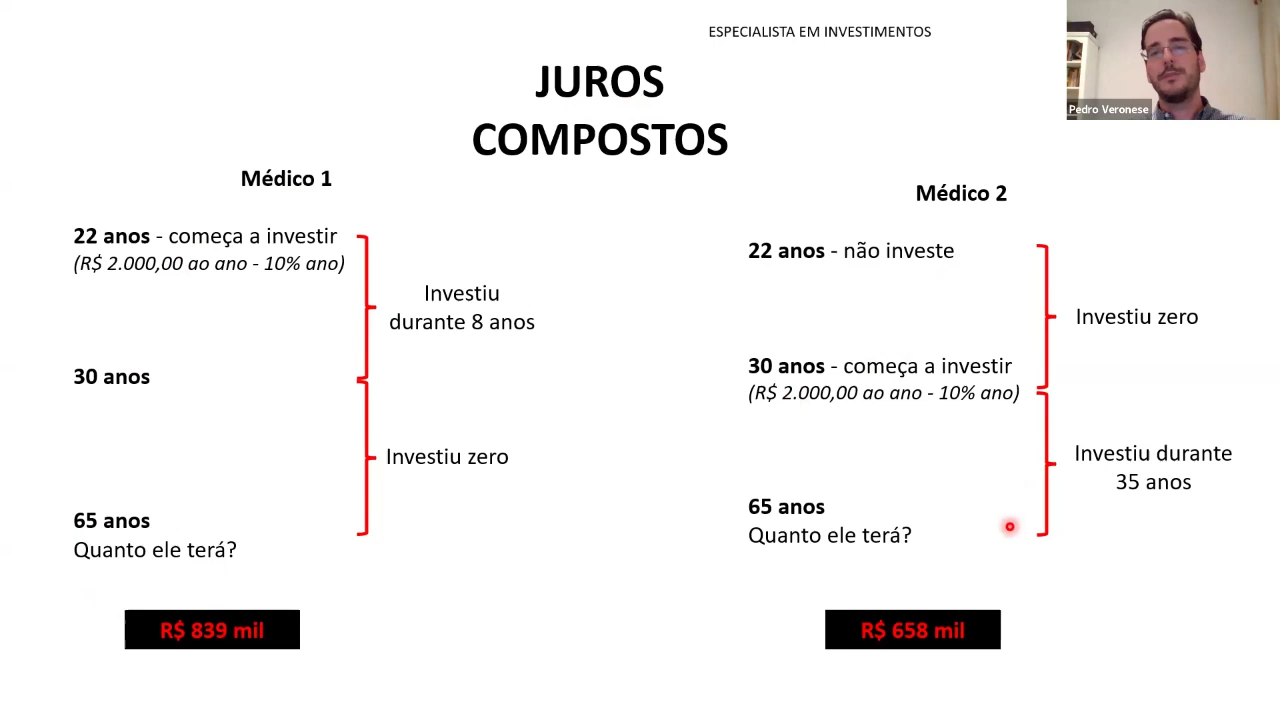 ESPECIALISTA EM INVESTIMENTOS
Pedro Veronese
JUROS
COMPOSTOS
Médico 1
22 anos - começa a investir
(R$ 2.000,00 ao ano - 10% ano)
Investiu
durante 8 anos
30 anos
Investiu zero
65 anos
Quanto ele terá?
R$ 839 mil
Médico 2
22 anos - não investe
Investiu zero
30 anos - começa a investir
(R$ 2.000,00 ao ano - 10% ano)
Investiu durante
35 anos
65 anos
Quanto ele terá?
R$ 658 mil